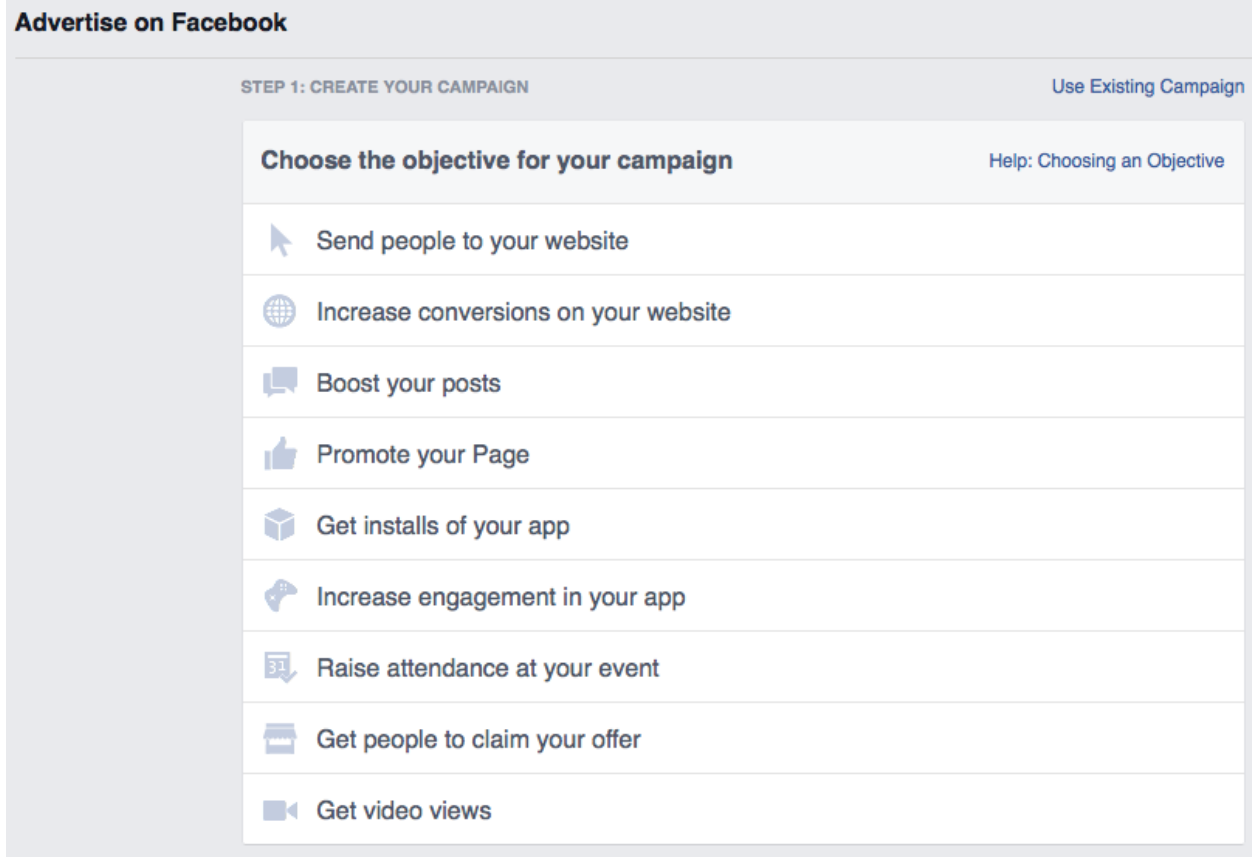 Advertise on Facebook
STEP 1: CREATE YOUR CAMPAIGN
Use Existing Campaign
Choose the objective for your campaign
Help: Choosing an Objective
Send people to your website
Increase conversions on your website
Boost your posts
Promote your Page
Get installs of your app
Increase engagement in your app
31
Raise attendance at your event
Get people to claim your offer
Get video views